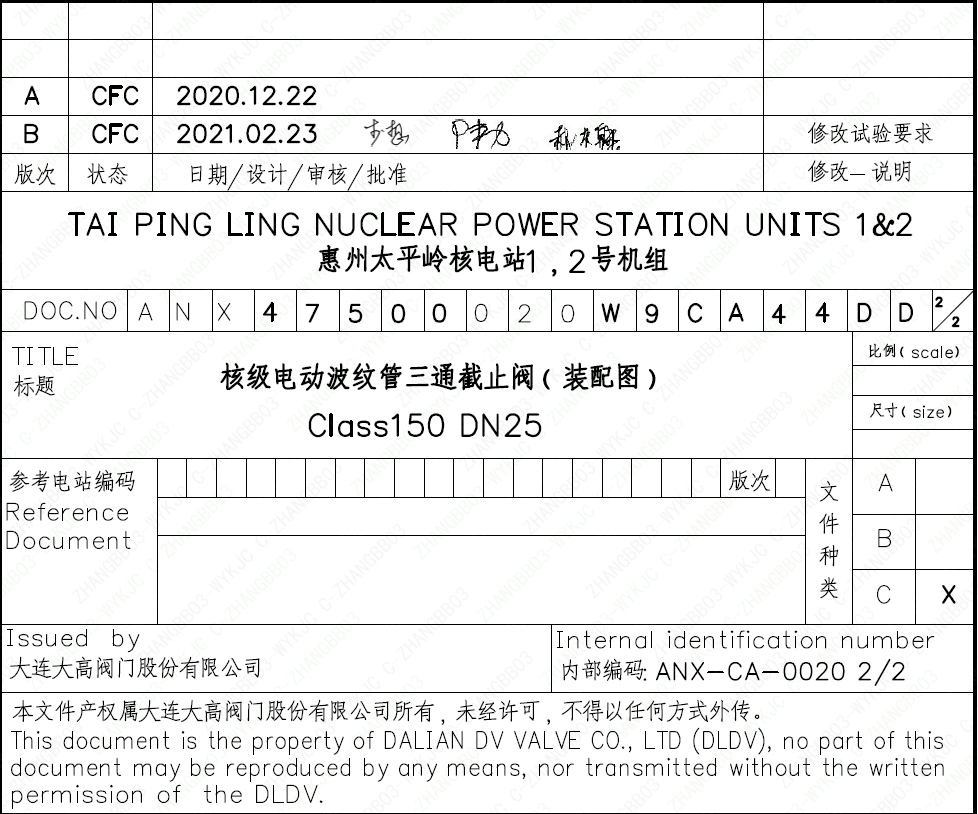 A CFC 2020.12.22
B CFC 2021.02.23 修改试验要求
版次 状态 日期/设计/审核/批准 修改—说明
TAI PING LING NUCLEAR POWER STATION UNITS 1&2
惠州太平岭核电站1,2号机组
DOC.NO A N X 4 7 5 0 0 0 2 0 W 9 C A 4 4 D D 2/2
TITLE
标题
核级电动波纹管三通截止阀(装配图)
Class150 DN25
比例(scale)
尺寸(size)
参考电站编码
Reference
Document
版次
文件种类
A
B
C X
Issued by
大连大高阀门股份有限公司
Internal identification number
内部编码: ANX-CA-0020 2/2
本文件产权属大连大高阀门股份有限公司所有,未经许可,不得以任何方式外传。
This document is the property of DALIAN DV VALVE CO., LTD (DLDV), no part of this
document may be reproduced by any means, nor transmitted without the written
permission of the DLDV.